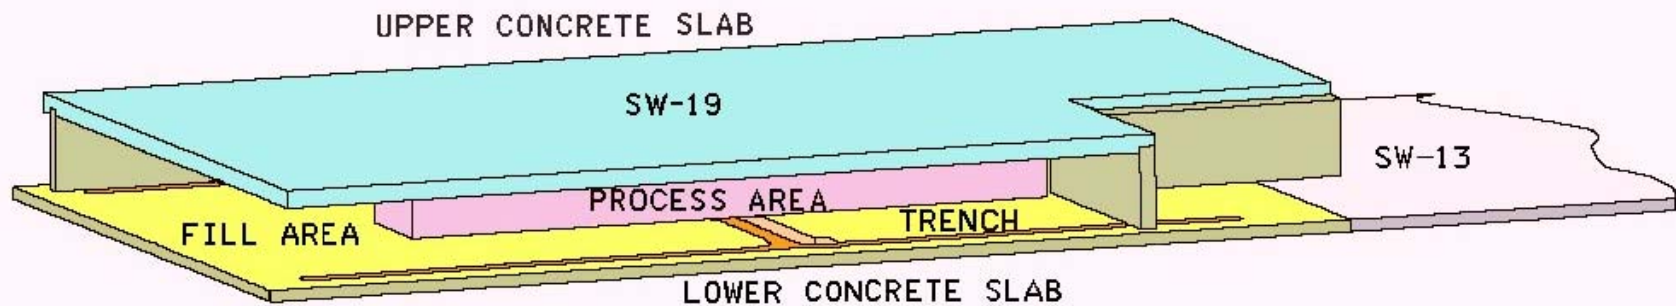 UPPER CONCRETE SLAB
SW-19
SW-13
PROCESS AREA
TRENCH
FILL AREA
LOWER CONCRETE SLAB